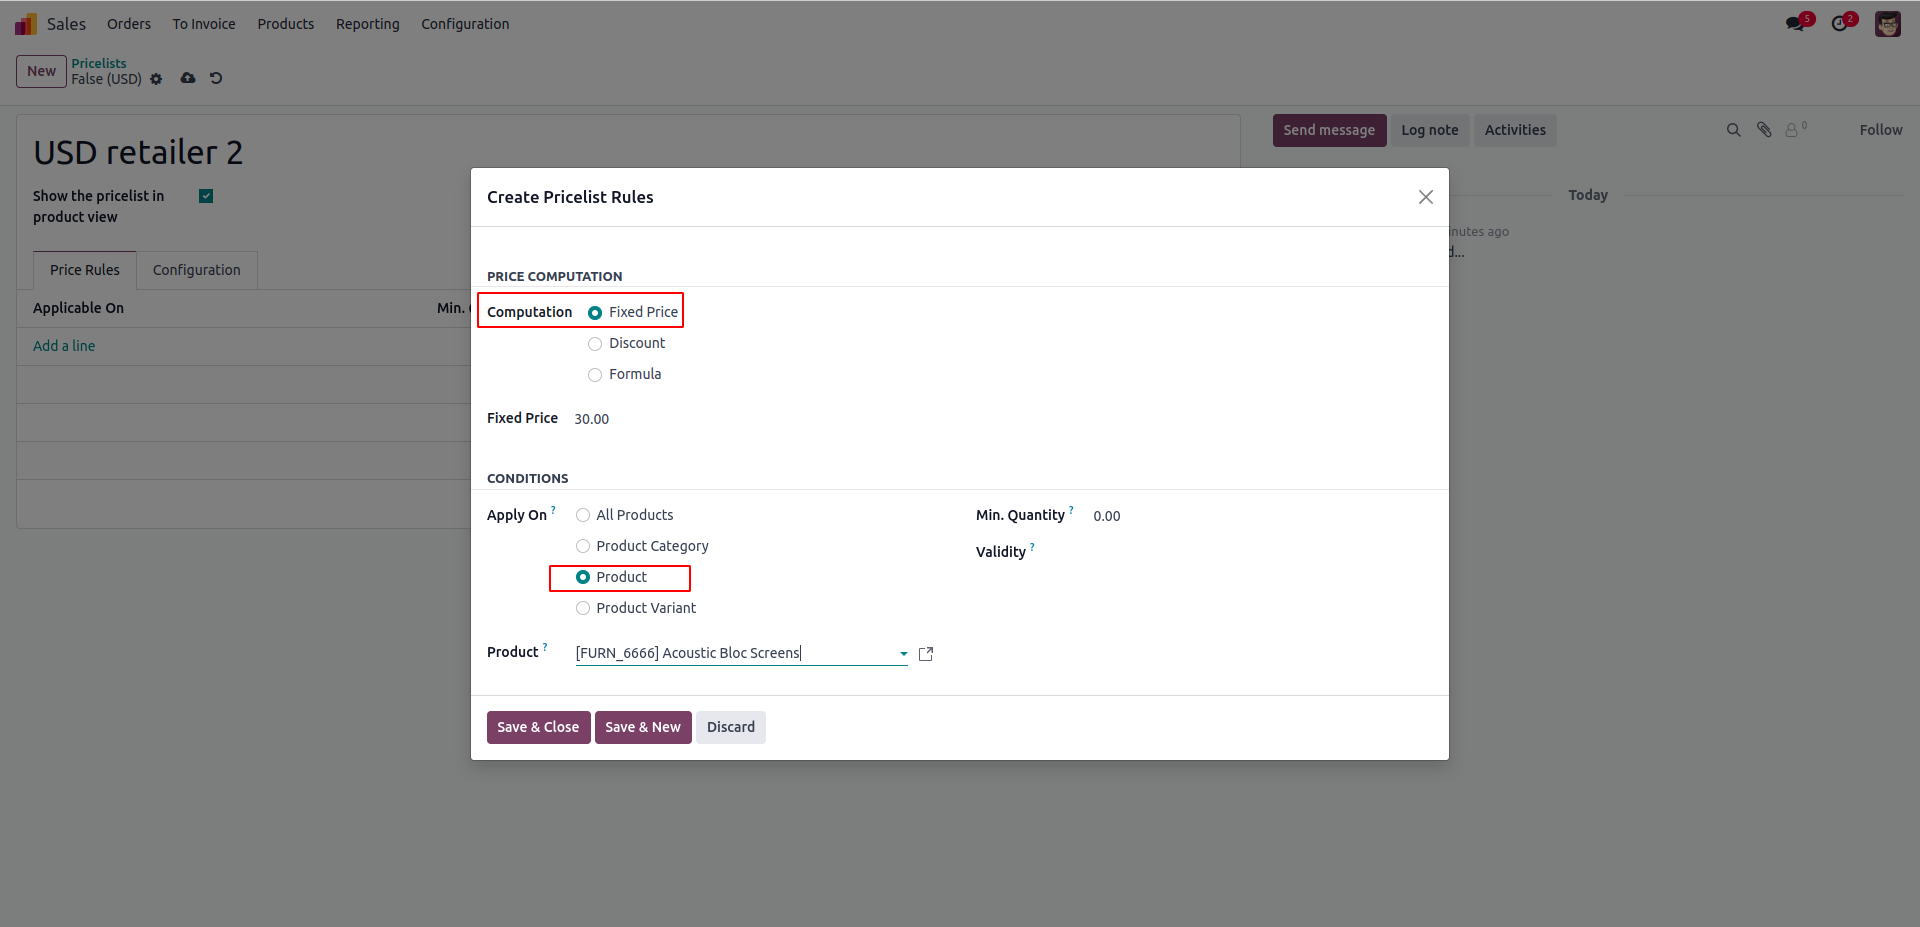 Sales Orders To Invoice Products Reporting Configuration 5 2
New Pricelists
False (USD)
USD retailer 2
Send message Log note Activities 0 Follow
Show the pricelist in
product view
Today
Price Rules Configuration
Applicable On Min.
Add a line
inutes ago
d...
Create Pricelist Rules
PRICE COMPUTATION
Computation Fixed Price
Discount
Formula
Fixed Price 30.00
CONDITIONS
Apply On ? All Products
Product Category
Product
Product Variant
Min. Quantity ? 0.00
Validity ?
Product ? [FURN_6666] Acoustic Bloc Screens
Save & Close Save & New Discard